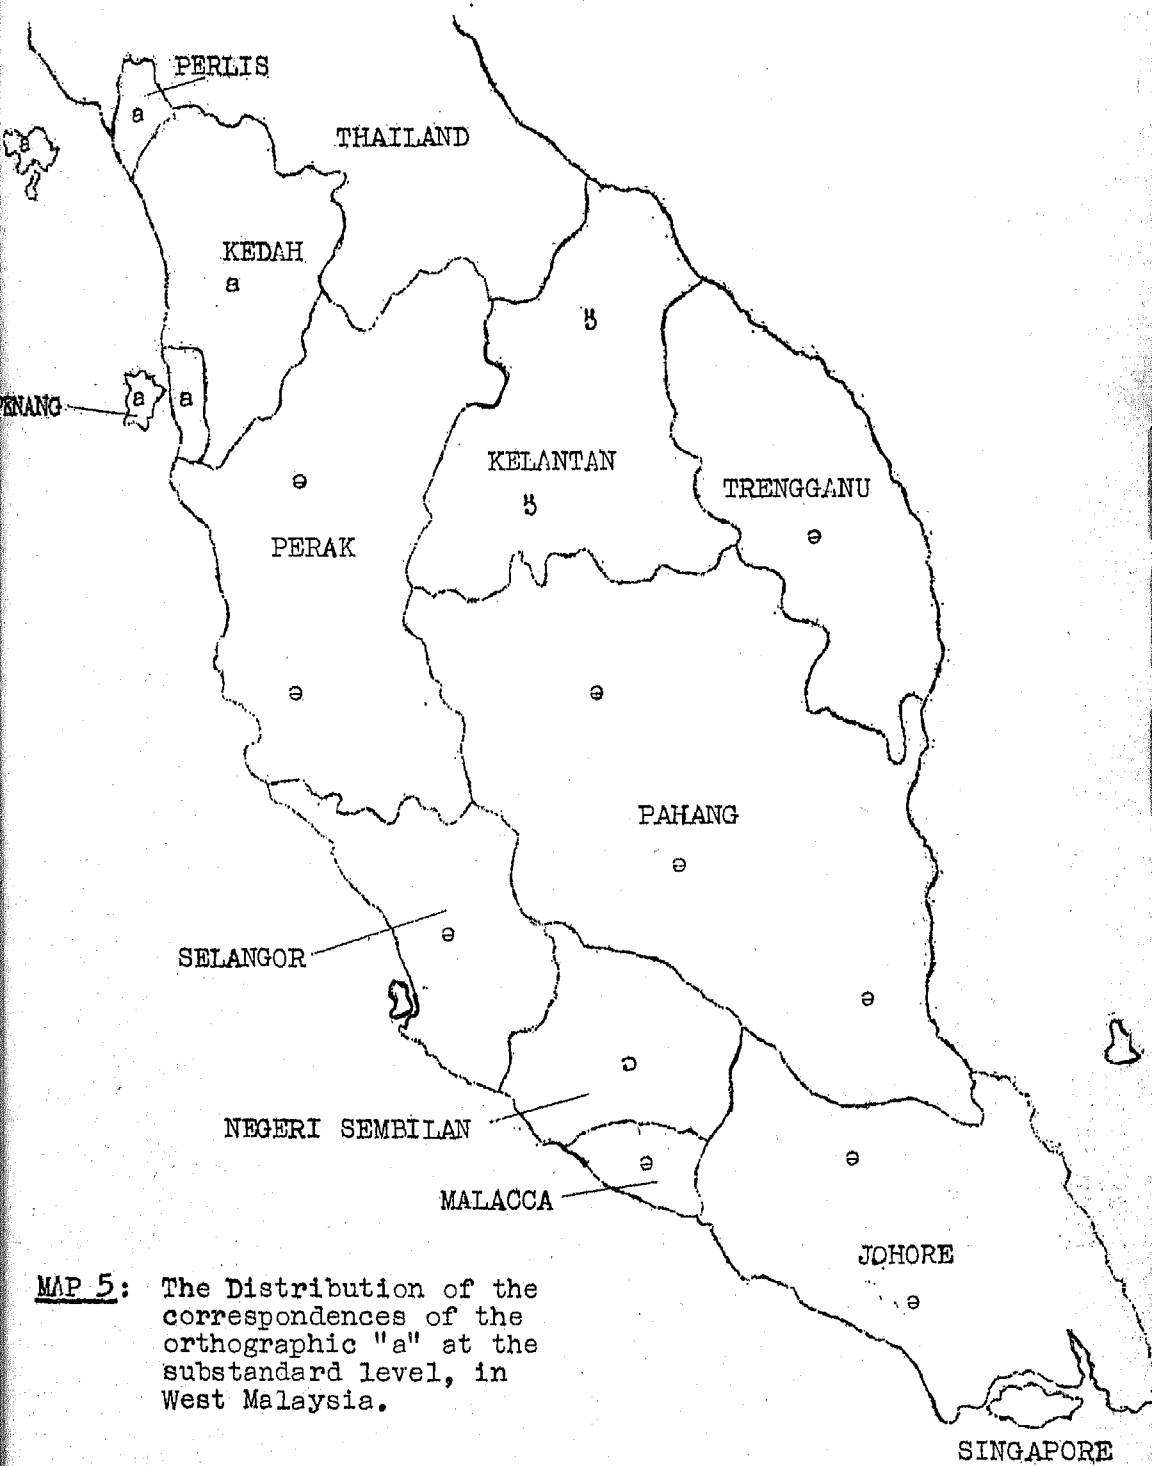 PERLIS
a
THAILAND
a
KEDAH
a
PENANG
a
a
KELANTAN
TRENGGANU
ə
ə
PERAK
ə
ə
PAHANG
ə
SELANGOR
ə
ə
NEGERI SEMBILAN
ə
MALACCA
ə
JOHORE
ə
MAP 5: The Distribution of the
correspondences of the
orthographic "a" at the
substandard level, in
West Malaysia.
SINGAPORE